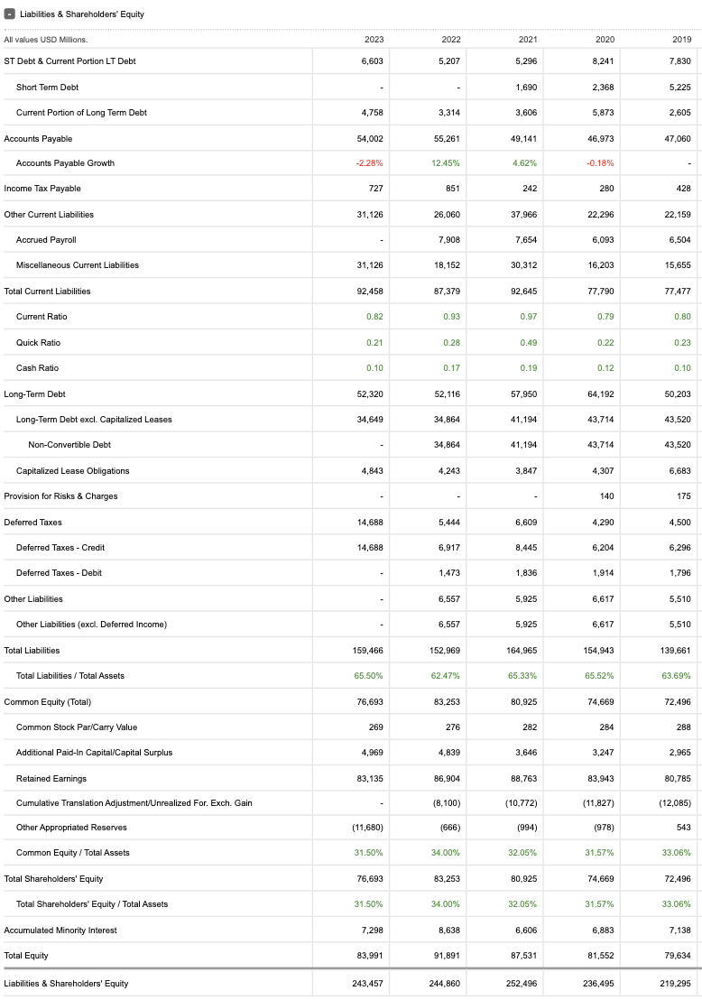 - Liabilities & Shareholders' Equity
All values USD Millions. 2023 2022 2021 2020 2019
ST Debt & Current Portion LT Debt 6,603 5,207 5,296 8,241 7,830
Short Term Debt - - 1,690 2,368 5,225
Current Portion of Long Term Debt 4,758 3,314 3,606 5,873 2,605
Accounts Payable 54,002 55,261 49,141 46,973 47,060
Accounts Payable Growth -2.28% 12.45% 4.62% -0.18% -
Income Tax Payable 727 851 242 280 428
Other Current Liabilities 31,126 26,060 37,966 22,296 22,159
Accrued Payroll - 7,908 7,654 6,093 6,504
Miscellaneous Current Liabilities 31,126 18,152 30,312 16,203 15,655
Total Current Liabilities 92,458 87,379 92,645 77,790 77,477
Current Ratio 0.82 0.93 0.97 0.79 0.80
Quick Ratio 0.21 0.28 0.49 0.22 0.23
Cash Ratio 0.10 0.17 0.19 0.12 0.10
Long-Term Debt 52,320 52,116 57,950 64,192 50,203
Long-Term Debt excl. Capitalized Leases 34,649 34,864 41,194 43,714 43,520
Non-Convertible Debt - 34,864 41,194 43,714 43,520
Capitalized Lease Obligations 4,843 4,243 3,847 4,307 6,683
Provision for Risks & Charges - - - 140 175
Deferred Taxes 14,688 5,444 6,609 4,290 4,500
Deferred Taxes - Credit 14,688 6,917 8,445 6,204 6,296
Deferred Taxes - Debit - 1,473 1,836 1,914 1,796
Other Liabilities - 6,557 5,925 6,617 5,510
Other Liabilities (excl. Deferred Income) - 6,557 5,925 6,617 5,510
Total Liabilities 159,466 152,969 164,965 154,943 139,661
Total Liabilities / Total Assets 65.50% 62.47% 65.33% 65.52% 63.69%
Common Equity (Total) 76,693 83,253 80,925 74,669 72,496
Common Stock Par/Carry Value 269 276 282 284 288
Additional Paid-In Capital/Capital Surplus 4,969 4,839 3,646 3,247 2,965
Retained Earnings 83,135 86,904 88,763 83,943 80,785
Cumulative Translation Adjustment/Unrealized For. Exch. Gain - (8,100) (10,772) (11,827) (12,085)
Other Appropriated Reserves (11,680) (666) (994) (978) 543
Common Equity / Total Assets 31.50% 34.00% 32.05% 31.57% 33.06%
Total Shareholders' Equity 76,693 83,253 80,925 74,669 72,496
Total Shareholders' Equity / Total Assets 31.50% 34.00% 32.05% 31.57% 33.06%
Accumulated Minority Interest 7,298 8,638 6,606 6,883 7,138
Total Equity 83,991 91,891 87,531 81,552 79,634
Liabilities & Shareholders' Equity 243,457 244,860 252,496 236,495 219,295